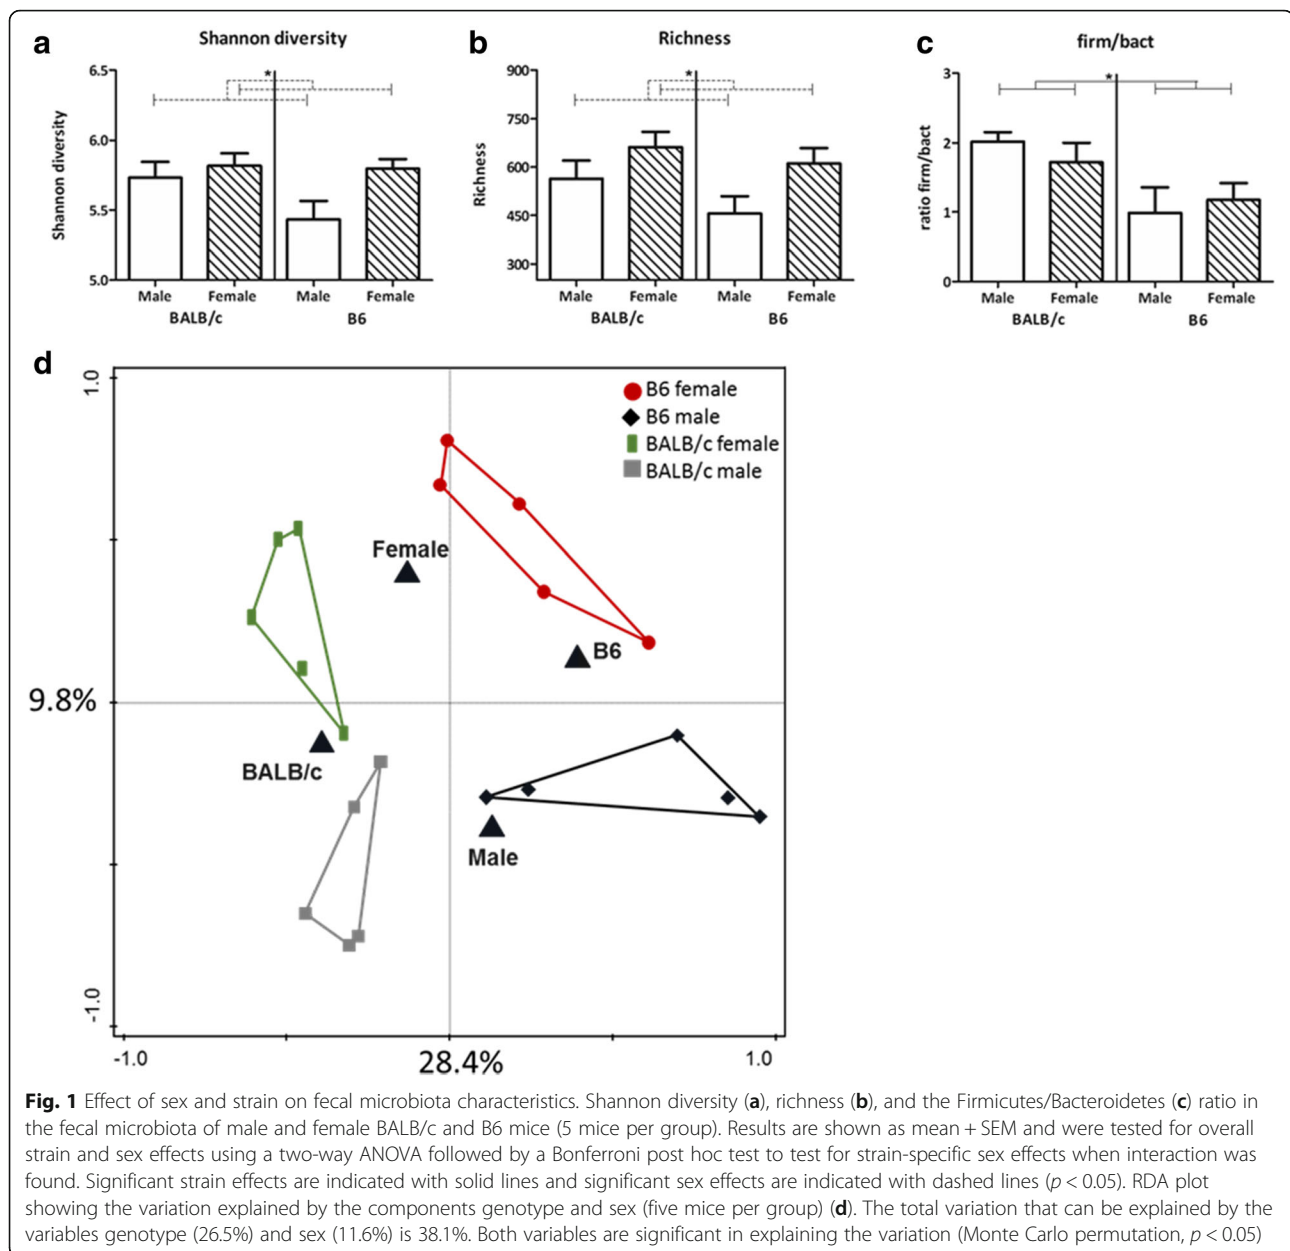 a
Shannon diversity
Shannon diversity
6.5
6.0
5.5
5.0
*
Male
Female
Male
Female
BALB/c
B6
b
Richness
Richness
900
750
600
450
300
*
Male
Female
Male
Female
BALB/c
B6
c
firm/bact
ratio firm/bact
3
2
1
0
*
Male
Female
Male
Female
BALB/c
B6
d
1.0
B6 female
B6 male
BALB/c female
BALB/c male
Female
B6
9.8%
BALB/c
Male
-1.0
-1.0
28.4%
1.0
Fig. 1 Effect of sex and strain on fecal microbiota characteristics. Shannon diversity (a), richness (b), and the Firmicutes/Bacteroidetes (c) ratio in
the fecal microbiota of male and female BALB/c and B6 mice (5 mice per group). Results are shown as mean + SEM and were tested for overall
strain and sex effects using a two-way ANOVA followed by a Bonferroni post hoc test to test for strain-specific sex effects when interaction was
found. Significant strain effects are indicated with solid lines and significant sex effects are indicated with dashed lines (p < 0.05). RDA plot
showing the variation explained by the components genotype and sex (five mice per group) (d). The total variation that can be explained by the
variables genotype (26.5%) and sex (11.6%) is 38.1%. Both variables are significant in explaining the variation (Monte Carlo permutation, p < 0.05)